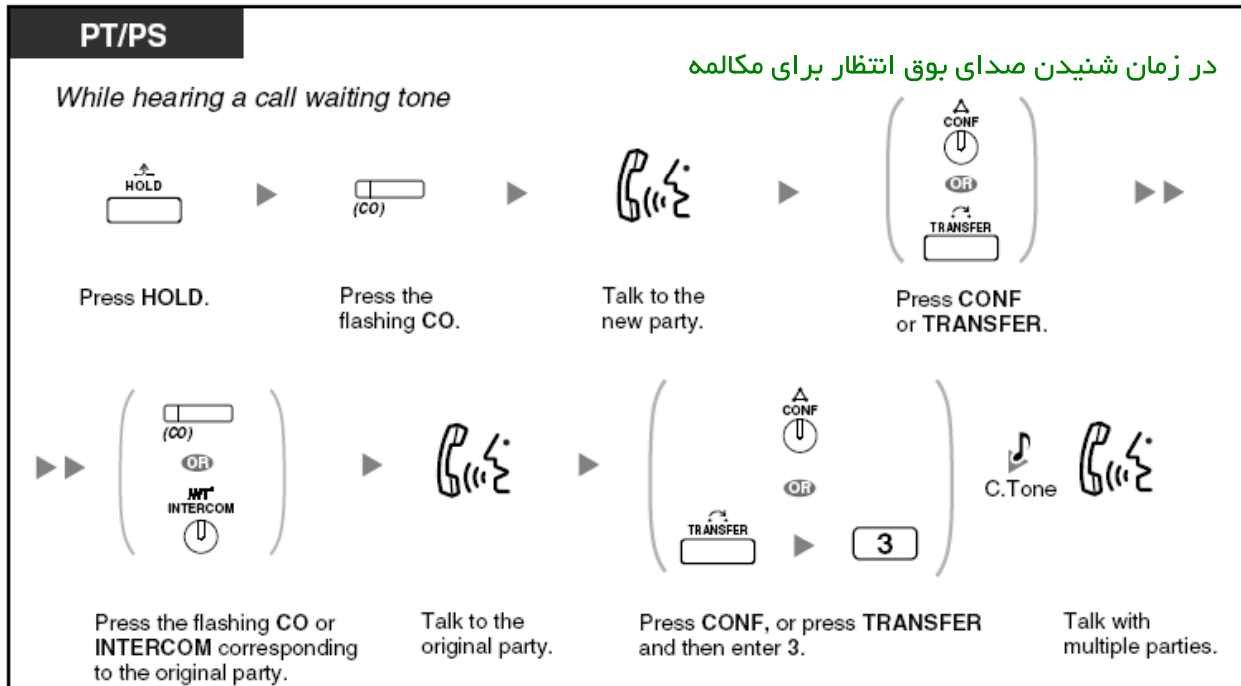 PT/PS
در زمان شنیدن صدای بوق انتظار برای مکالمه
While hearing a call waiting tone
HOLD
(CO)
CONF
OR
TRANSFER
Press HOLD.
Press the
flashing CO.
Talk to the
new party.
Press CONF
or TRANSFER.
(CO)
OR
INT'
INTERCOM
CONF
OR
TRANSFER
3
C.Tone
Press the flashing CO or
INTERCOM corresponding
to the original party.
Talk to the
original party.
Press CONF, or press TRANSFER
and then enter 3.
Talk with
multiple parties.